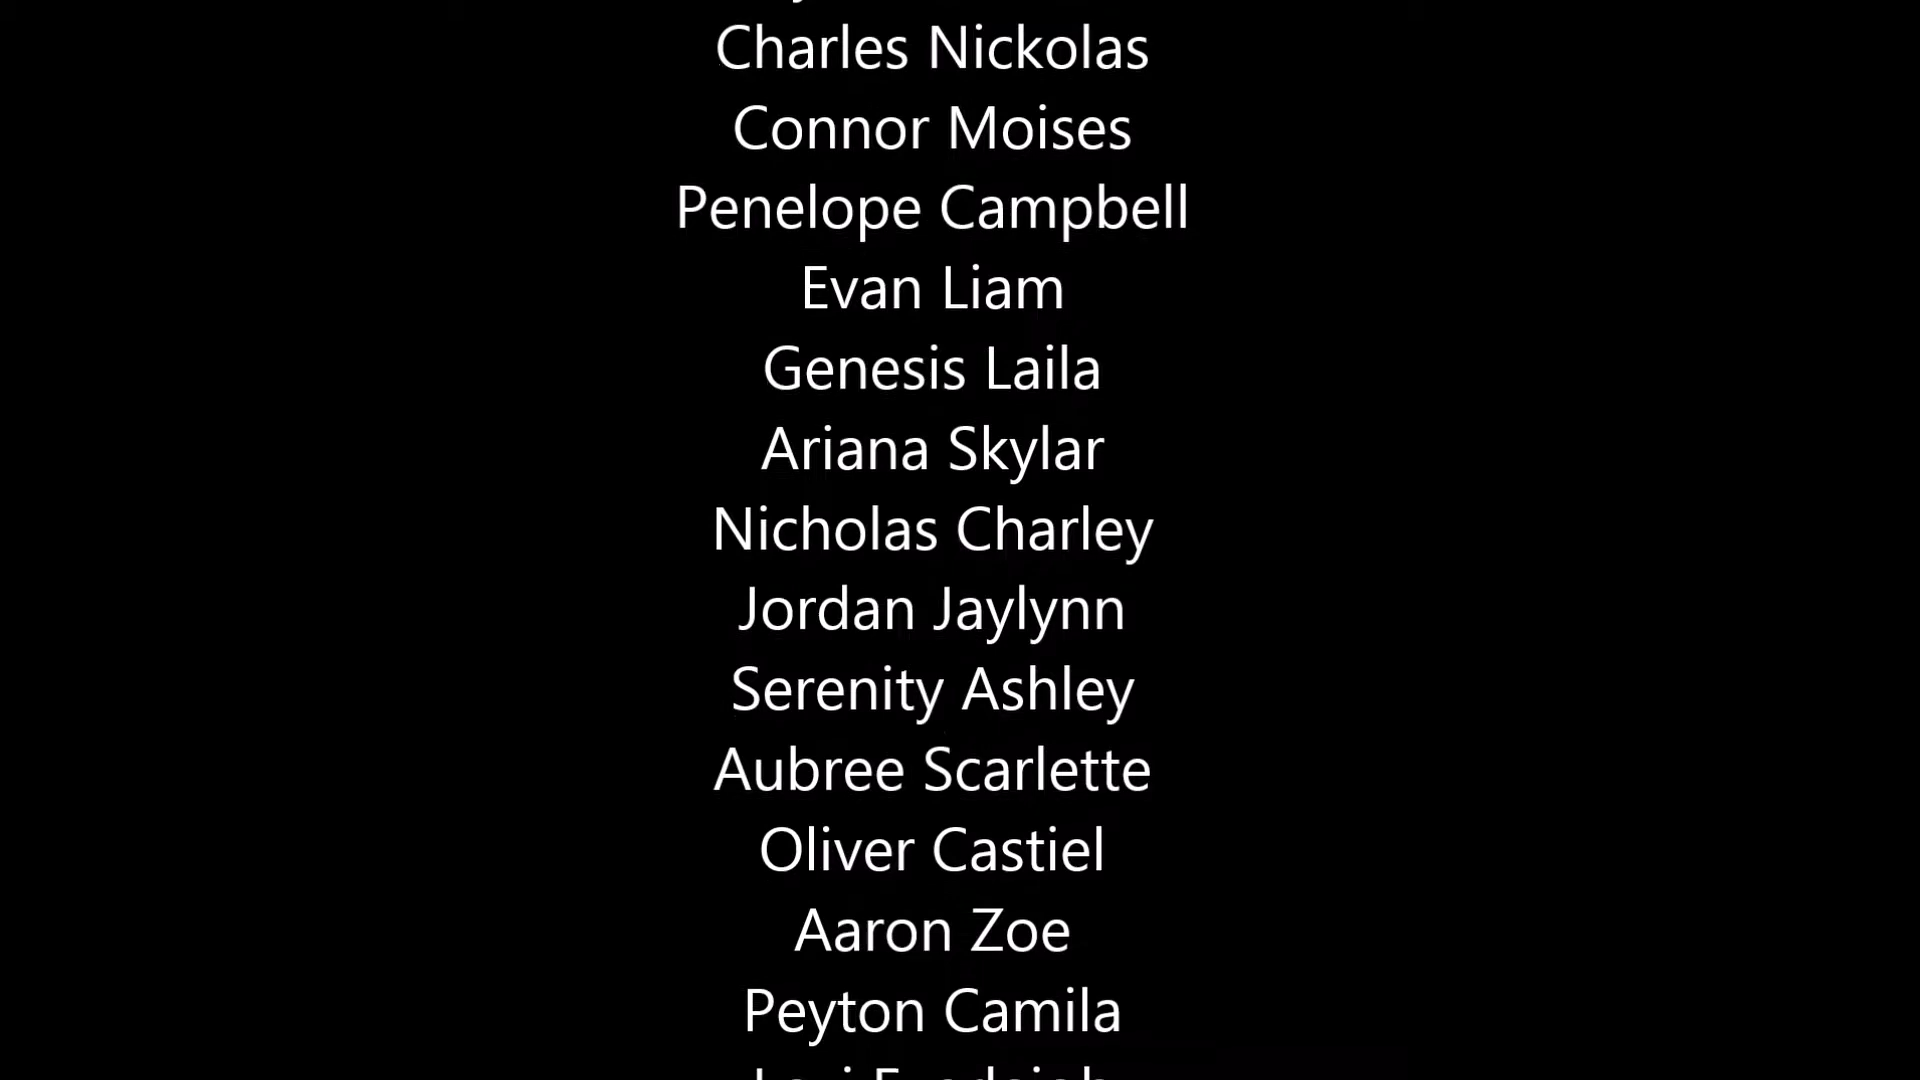 Charles Nickolas
Connor Moises
Penelope Campbell
Evan Liam
Genesis Laila
Ariana Skylar
Nicholas Charley
Jordan Jaylynn
Serenity Ashley
Aubree Scarlette
Oliver Castiel
Aaron Zoe
Peyton Camila